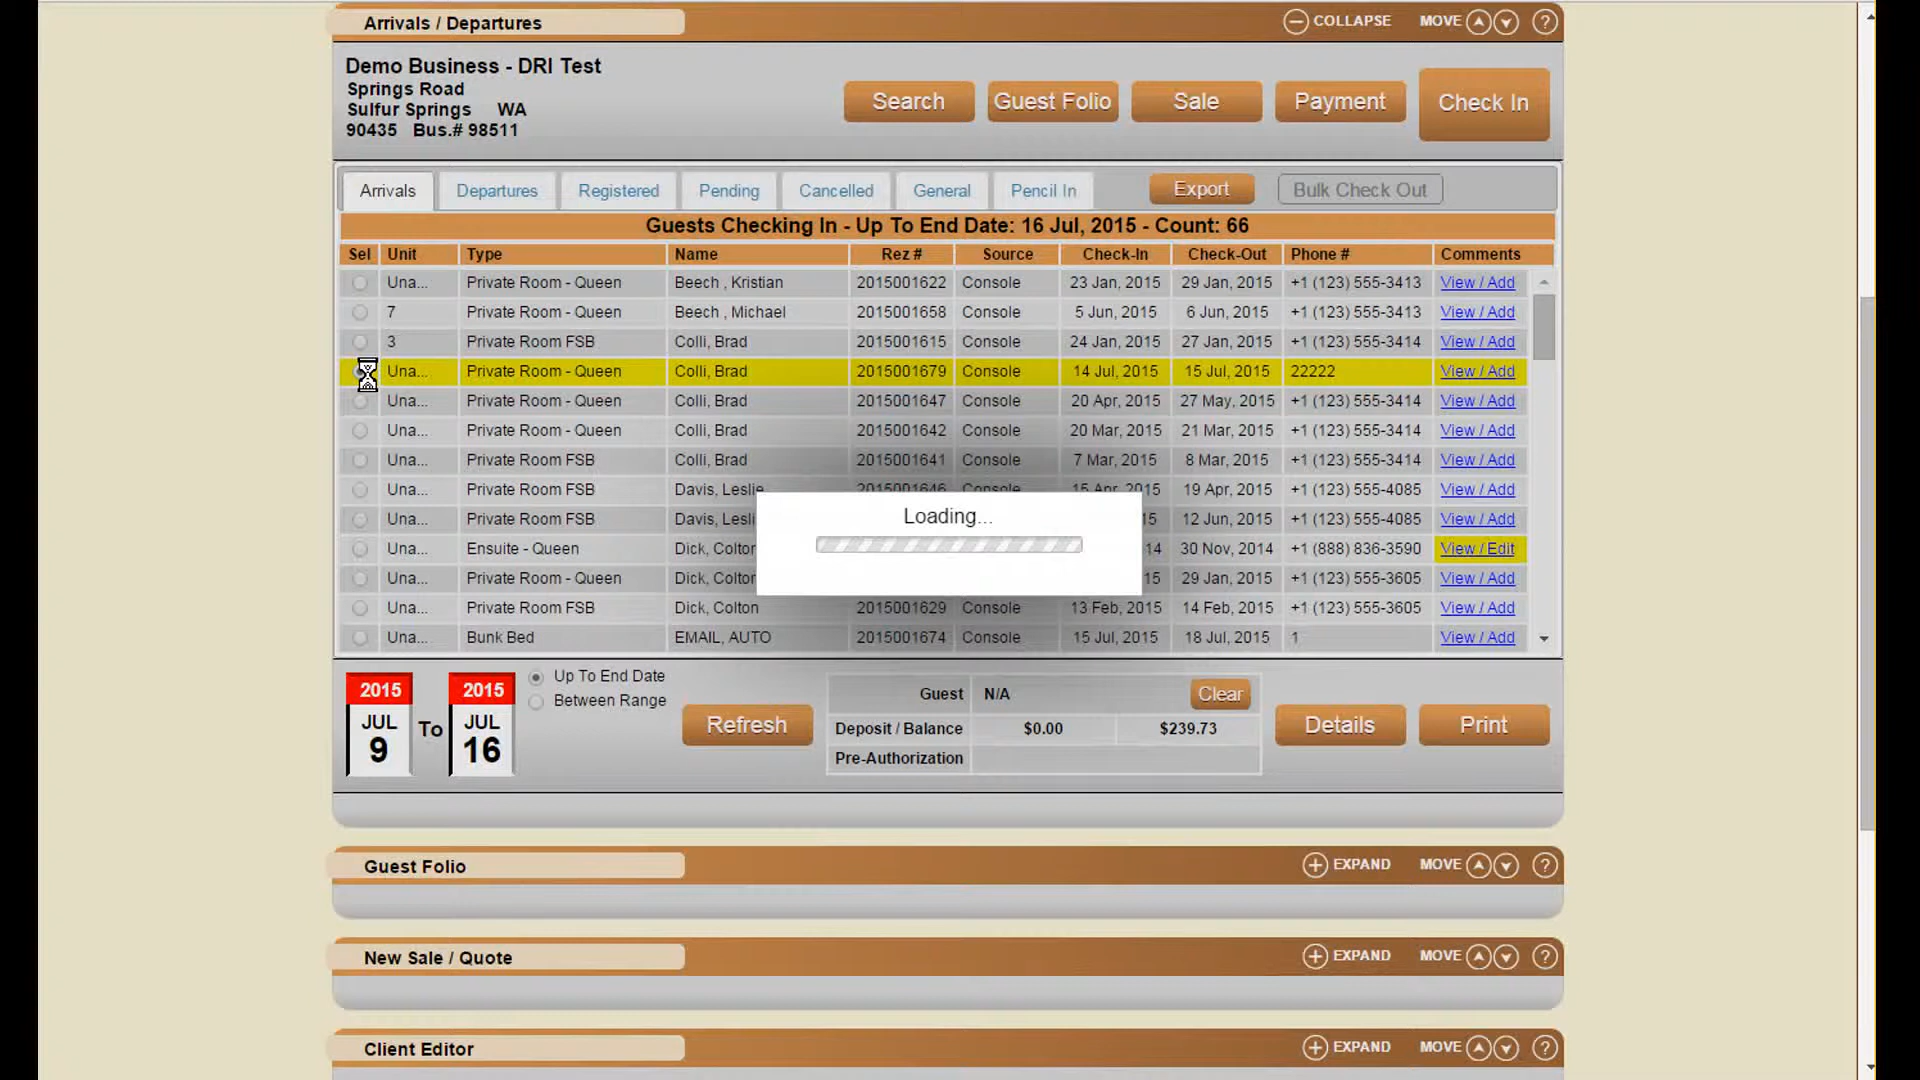 Arrivals / Departures COLLAPSE MOVE ?
Demo Business - DRI Test
Springs Road
Sulfur Springs WA
90435 Bus.# 98511
Search Guest Folio Sale Payment Check In
Arrivals Departures Registered Pending Cancelled General Pencil In Export Bulk Check Out
Guests Checking In - Up To End Date: 16 Jul, 2015 - Count: 66
Sel Unit Type Name Rez # Source Check-In Check-Out Phone # Comments
Una... Private Room - Queen Beech , Kristian 2015001622 Console 23 Jan, 2015 29 Jan, 2015 +1 (123) 555-3413 View / Add
7 Private Room - Queen Beech , Michael 2015001658 Console 5 Jun, 2015 6 Jun, 2015 +1 (123) 555-3413 View / Add
3 Private Room FSB Colli, Brad 2015001615 Console 24 Jan, 2015 27 Jan, 2015 +1 (123) 555-3414 View / Add
Una... Private Room - Queen Colli, Brad 2015001679 Console 14 Jul, 2015 15 Jul, 2015 22222 View / Add
Una... Private Room - Queen Colli, Brad 2015001647 Console 20 Apr, 2015 27 May, 2015 +1 (123) 555-3414 View / Add
Una... Private Room - Queen Colli, Brad 2015001642 Console 20 Mar, 2015 21 Mar, 2015 +1 (123) 555-3414 View / Add
Una... Private Room FSB Colli, Brad 2015001641 Console 7 Mar, 2015 8 Mar, 2015 +1 (123) 555-3414 View / Add
Una... Private Room FSB Davis, Leslie 2015001646 Console 15 Apr, 2015 19 Apr, 2015 +1 (123) 555-4085 View / Add
Una... Private Room FSB Davis, Lesli 15 12 Jun, 2015 +1 (123) 555-4085 View / Add
Una... Ensuite - Queen Dick, Colton 14 30 Nov, 2014 +1 (888) 836-3590 View / Edit
Una... Private Room - Queen Dick, Colton 15 29 Jan, 2015 +1 (123) 555-3605 View / Add
Una... Private Room FSB Dick, Colton 2015001629 Console 13 Feb, 2015 14 Feb, 2015 +1 (123) 555-3605 View / Add
Una... Bunk Bed EMAIL, AUTO 2015001674 Console 15 Jul, 2015 18 Jul, 2015 1 View / Add
Loading...
2015 JUL 9 To 2015 JUL 16
Up To End Date
Between Range
Refresh
Guest N/A Clear
Deposit / Balance $0.00 $239.73
Pre-Authorization
Details Print
Guest Folio EXPAND MOVE ?
New Sale / Quote EXPAND MOVE ?
Client Editor EXPAND MOVE ?